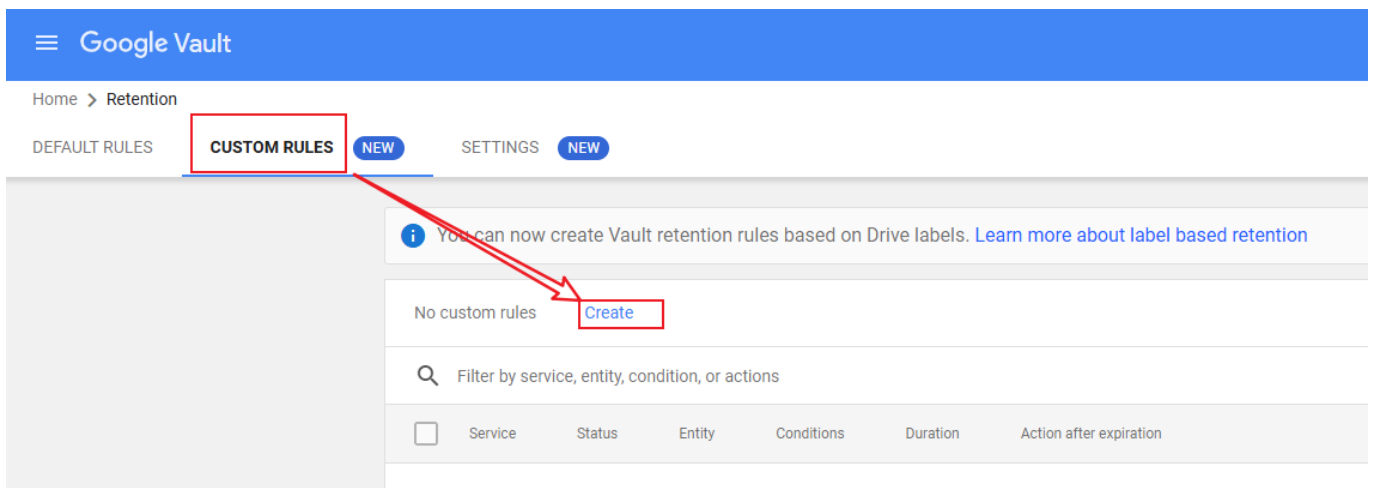 Google Vault
Home > Retention
DEFAULT RULES CUSTOM RULES NEW SETTINGS NEW
You can now create Vault retention rules based on Drive labels. Learn more about label based retention
No custom rules Create
Filter by service, entity, condition, or actions
Service Status Entity Conditions Duration Action after expiration